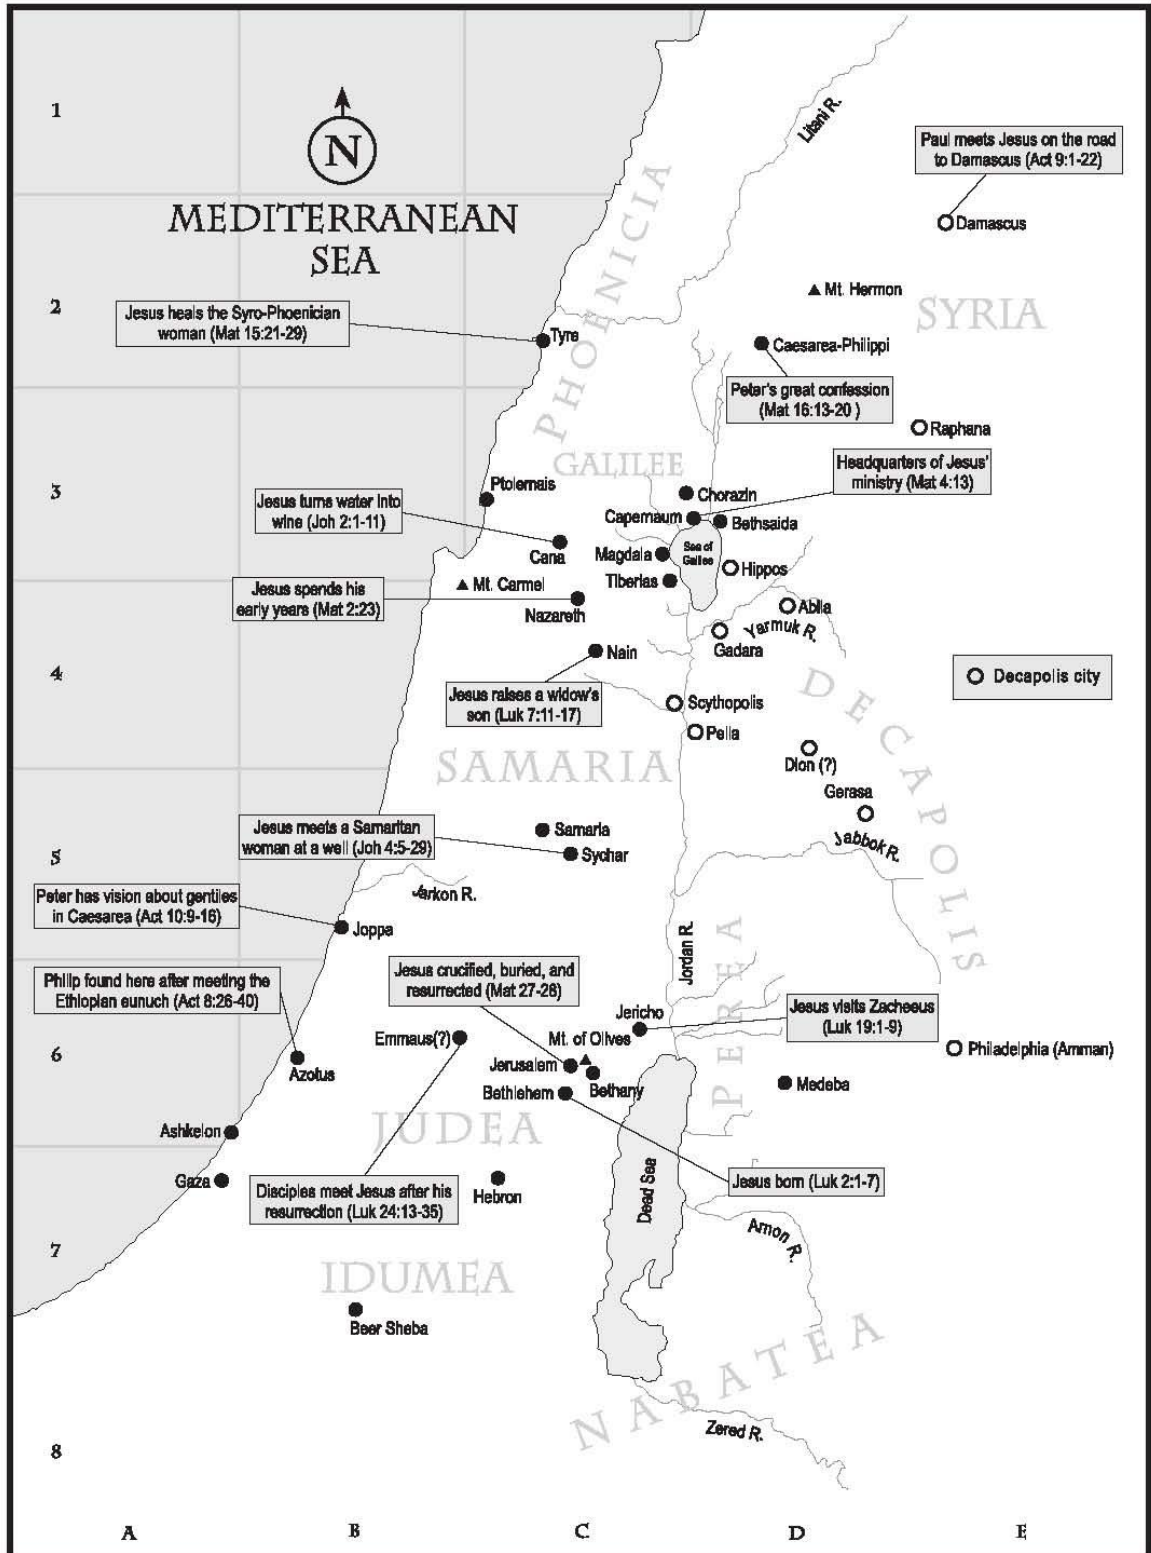 1
N
MEDITERRANEAN
SEA
Litani R.
Paul meets Jesus on the road
to Damascus (Act 9:1-22)
Damascus
PHOENICIA
2
Mt. Hermon
SYRIA
Jesus heals the Syro-Phoenician
woman (Mat 15:21-29)
Tyre
Caesarea-Philippi
Peter's great confession
(Mat 16:13-20 )
Raphana
GALILEE
Headquarters of Jesus'
ministry (Mat 4:13)
3
Ptolemais
Chorazin
Jesus turns water into
wine (Joh 2:1-11)
Capernaum
Bethsaida
Cana
Magdala
Sea of
Galilee
Hippos
Tiberias
Mt. Carmel
Jesus spends his
early years (Mat 2:23)
Nazareth
Abila
Yarmuk R.
Gadara
Nain
4
DECAPOLIS
Decapolis city
Jesus raises a widow's
son (Luk 7:11-17)
Scythopolis
Pella
SAMARIA
Dion (?)
Gerasa
Jabbok R.
Jesus meets a Samaritan
woman at a well (Joh 4:5-29)
Samaria
Sychar
5
Jarkon R.
Peter has vision about gentiles
in Caesarea (Act 10:9-16)
Joppa
Jordan R.
PEREA
Philip found here after meeting the
Ethiopian eunuch (Act 8:26-40)
Jesus crucified, buried, and
resurrected (Mat 27-28)
Jericho
Jesus visits Zacheeus
(Luk 19:1-9)
6
Emmaus(?)
Mt. of Olives
Philadelphia (Amman)
Azotus
Jerusalem
Bethany
Medeba
Bethlehem
JUDEA
Ashkelon
Gaza
Disciples meet Jesus after his
resurrection (Luk 24:13-35)
Hebron
Dead Sea
Jesus born (Luk 2:1-7)
Arnon R.
7
IDUMEA
Beer Sheba
NABATEA
Zered R.
8
A
B
C
D
E